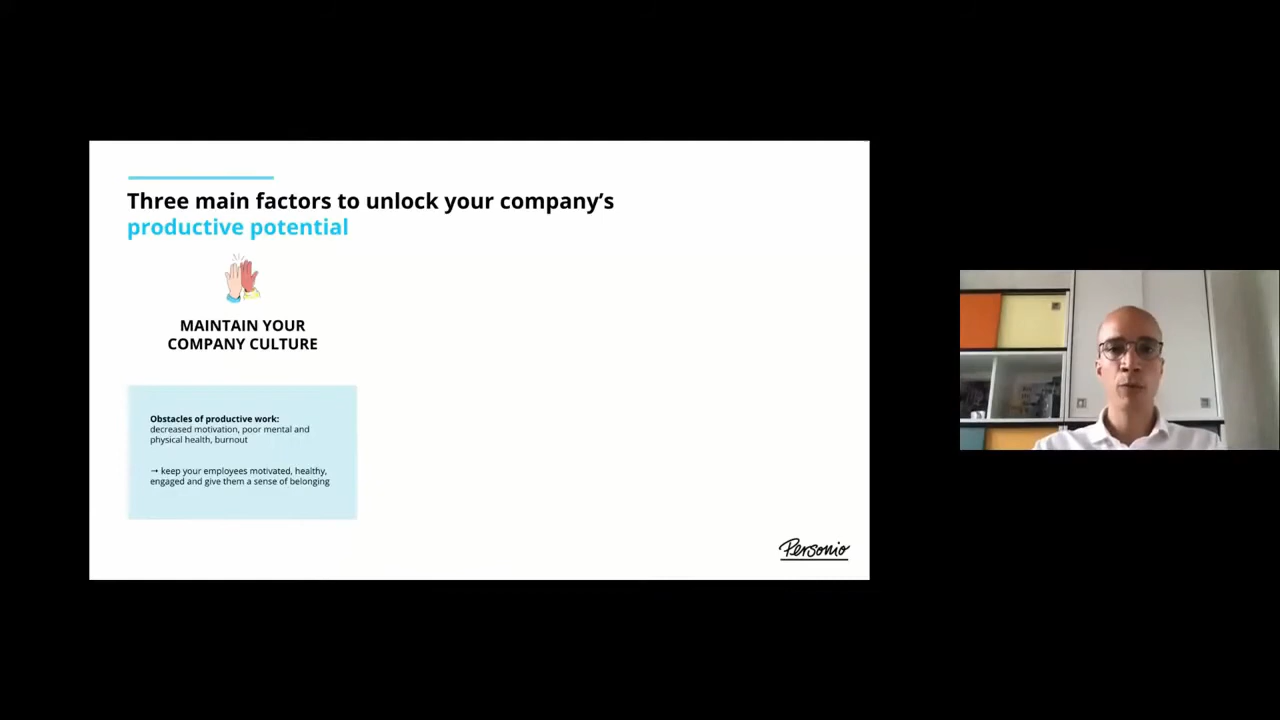 Three main factors to unlock your company’s
productive potential
MAINTAIN YOUR
COMPANY CULTURE
Obstacles of productive work:
decreased motivation, poor mental and
physical health, burnout
→ keep your employees motivated, healthy,
engaged and give them a sense of belonging
Personio